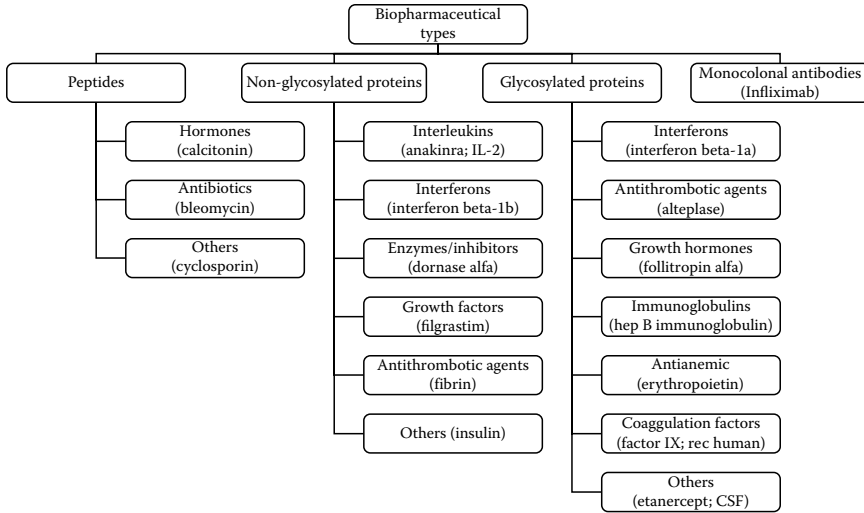 Biopharmaceutical
types
Peptides
Non-glycosylated proteins
Glycosylated proteins
Monocolonal antibodies
(Infliximab)
Hormones
(calcitonin)
Antibiotics
(bleomycin)
Others
(cyclosporin)
Interleukins
(anakinra; IL-2)
Interferons
(interferon beta-1b)
Enzymes/inhibitors
(dornase alfa)
Growth factors
(filgrastim)
Antithrombotic agents
(fibrin)
Others (insulin)
Interferons
(interferon beta-1a)
Antithrombotic agents
(alteplase)
Growth hormones
(follitropin alfa)
Immunoglobulins
(hep B immunoglobulin)
Antianemic
(erythropoietin)
Coaggulation factors
(factor IX; rec human)
Others
(etanercept; CSF)